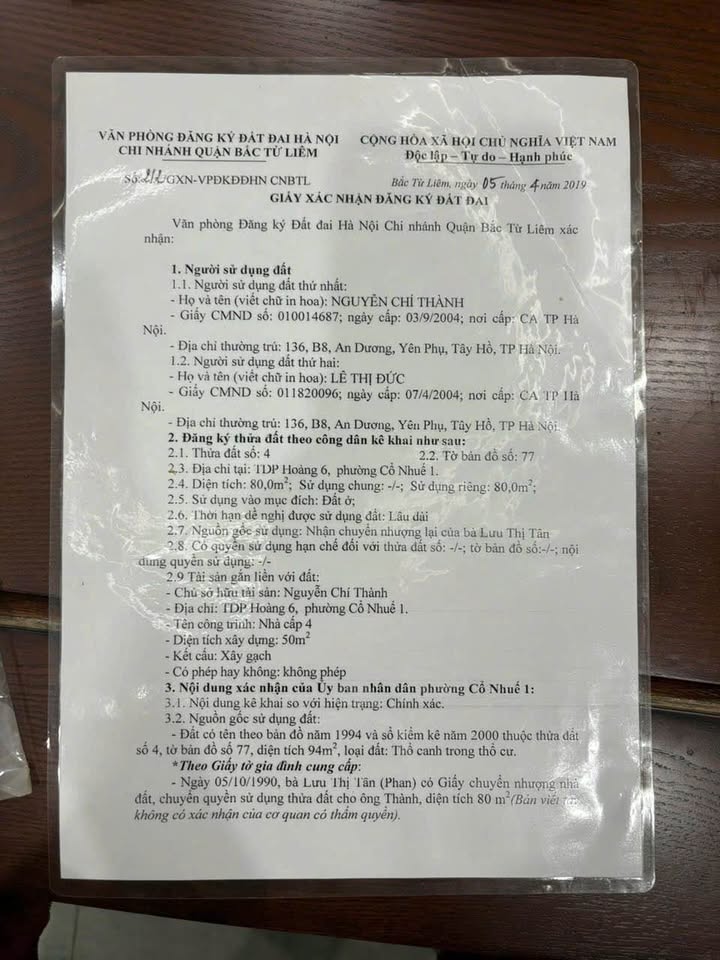 VĂN PHÒNG ĐĂNG KÝ ĐẤT ĐAI HÀ NỘI
CHI NHÁNH QUẬN BẮC TỪ LIÊM
CỘNG HÒA XÃ HỘI CHỦ NGHĨA VIỆT NAM
Độc lập – Tự do – Hạnh phúc
Số: 212/GXN-VPĐKĐĐHN CNBTL
Bắc Từ Liêm, ngày 05 tháng 4 năm 2019
GIẤY XÁC NHẬN ĐĂNG KÝ ĐẤT ĐAI
Văn phòng Đăng ký Đất đai Hà Nội Chi nhánh Quận Bắc Từ Liêm xác
nhận:
1. Người sử dụng đất
1.1. Người sử dụng đất thứ nhất:
- Họ và tên (viết chữ in hoa): NGUYỄN CHÍ THÀNH
- Giấy CMND số: 010014687; ngày cấp: 03/9/2004; nơi cấp: CA TP Hà
Nội.
- Địa chỉ thường trú: 136, B8, An Dương, Yên Phụ, Tây Hồ, TP Hà Nội.
1.2. Người sử dụng đất thứ hai:
- Họ và tên (viết chữ in hoa): LÊ THỊ ĐỨC
- Giấy CMND số: 011820096; ngày cấp: 07/4/2004; nơi cấp: CA TP Hà
Nội.
- Địa chỉ thường trú: 136, B8, An Dương, Yên Phụ, Tây Hồ, TP Hà Nội.
2. Đăng ký thửa đất theo công dân kê khai như sau:
2.1. Thửa đất số: 4 2.2. Tờ bản đồ số: 77
2.3. Địa chỉ tại: TDP Hoàng 6, phường Cổ Nhuế 1.
2.4. Diện tích: 80,0m²; Sử dụng chung: -/-; Sử dụng riêng: 80,0m²;
2.5. Sử dụng vào mục đích: Đất ở;
2.6. Thời hạn đề nghị được sử dụng đất: Lâu dài
2.7. Nguồn gốc sử dụng: Nhận chuyển nhượng lại của bà Lưu Thị Tân
2.8. Có quyền sử dụng hạn chế đối với thửa đất số: -/-; tờ bản đồ số:-/-; nội
dung quyền sử dụng: -/-
2.9 Tài sản gắn liền với đất:
- Chủ sở hữu tài sản: Nguyễn Chí Thành
- Địa chỉ: TDP Hoàng 6, phường Cổ Nhuế 1.
- Tên công trình: Nhà cấp 4
- Diện tích xây dựng: 50m²
- Kết cấu: Xây gạch
- Có phép hay không: không phép
3. Nội dung xác nhận của Ủy ban nhân dân phường Cổ Nhuế 1:
3.1. Nội dung kê khai so với hiện trạng: Chính xác.
3.2. Nguồn gốc sử dụng đất:
- Đất có tên theo bản đồ năm 1994 và sổ kiểm kê năm 2000 thuộc thửa đất
số 4, tờ bản đồ số 77, diện tích 94m², loại đất: Thổ canh trong thổ cư.
*Theo Giấy tờ gia đình cung cấp:
- Ngày 05/10/1990, bà Lưu Thị Tân (Phan) có Giấy chuyển nhượng nhà
đất, chuyển quyền sử dụng thửa đất cho ông Thành, diện tích 80 m² (Bản viết tay
không có xác nhận của cơ quan có thẩm quyền).